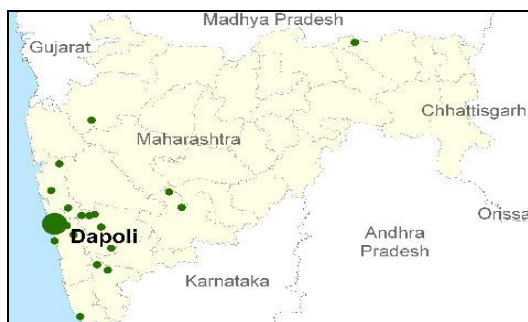 Madhya Pradesh
Gujarat
Chhattisgarh
Maharashtra
Orissa
Dapoli
Andhra
Pradesh
Karnataka